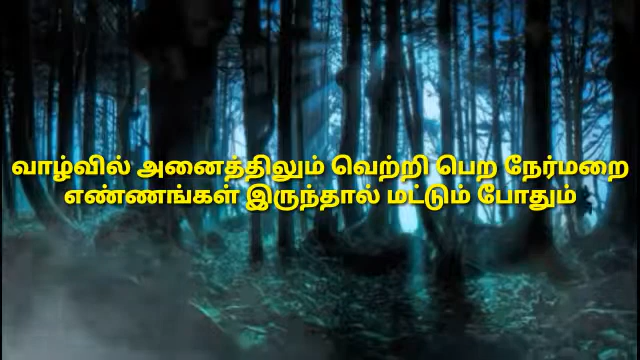 வாழ்வில் அனைத்திலும் வெற்றி பெற நேர்மறை
எண்ணங்கள் இருந்தால் மட்டும் போதும்